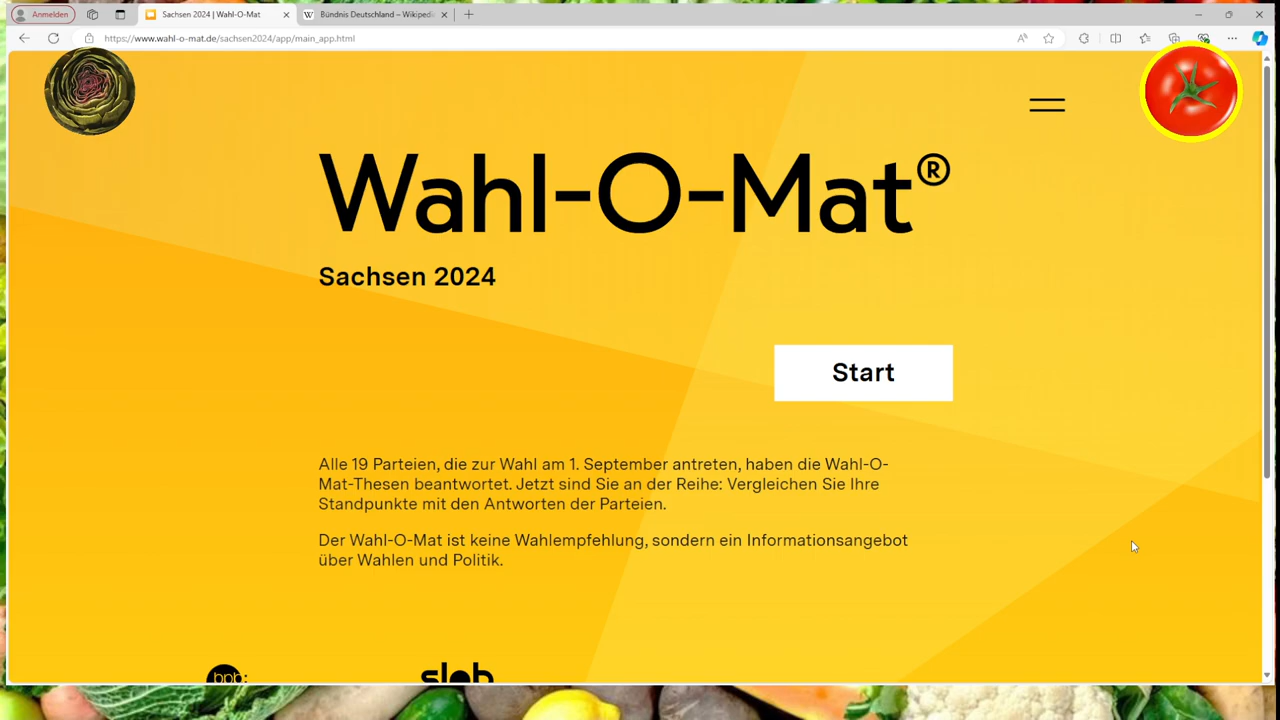 Anmelden
Sachsen 2024 | Wahl-O-Mat
Bündnis Deutschland – Wikipedi
https://www.wahl-o-mat.de/sachsen2024/app/main_app.html
Wahl-O-Mat®
Sachsen 2024
Start
Alle 19 Parteien, die zur Wahl am 1. September antreten, haben die Wahl-O-
Mat-Thesen beantwortet. Jetzt sind Sie an der Reihe: Vergleichen Sie Ihre
Standpunkte mit den Antworten der Parteien.
Der Wahl-O-Mat ist keine Wahlempfehlung, sondern ein Informationsangebot
über Wahlen und Politik.
bpb: slpb